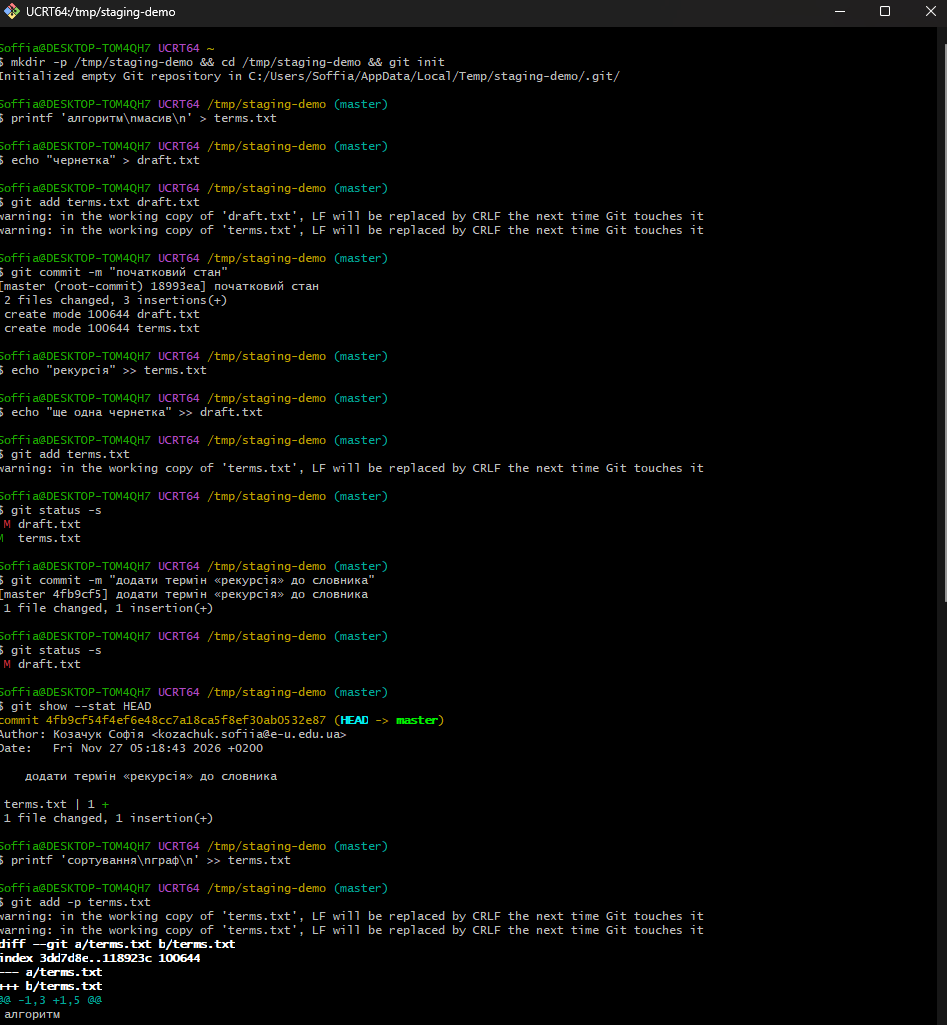 UCRT64:/tmp/staging-demo
Soffia@DESKTOP-TOM4QH7 UCRT64 ~
$ mkdir -p /tmp/staging-demo && cd /tmp/staging-demo && git init
Initialized empty Git repository in C:/Users/Soffia/AppData/Local/Temp/staging-demo/.git/
Soffia@DESKTOP-TOM4QH7 UCRT64 /tmp/staging-demo (master)
$ printf 'алгоритм\nмасив\n' > terms.txt
Soffia@DESKTOP-TOM4QH7 UCRT64 /tmp/staging-demo (master)
$ echo "чернетка" > draft.txt
Soffia@DESKTOP-TOM4QH7 UCRT64 /tmp/staging-demo (master)
$ git add terms.txt draft.txt
warning: in the working copy of 'draft.txt', LF will be replaced by CRLF the next time Git touches it
warning: in the working copy of 'terms.txt', LF will be replaced by CRLF the next time Git touches it
Soffia@DESKTOP-TOM4QH7 UCRT64 /tmp/staging-demo (master)
$ git commit -m "початковий стан"
[master (root-commit) 18993ea] початковий стан
2 files changed, 3 insertions(+)
create mode 100644 draft.txt
create mode 100644 terms.txt
Soffia@DESKTOP-TOM4QH7 UCRT64 /tmp/staging-demo (master)
$ echo "рекурсія" >> terms.txt
Soffia@DESKTOP-TOM4QH7 UCRT64 /tmp/staging-demo (master)
$ echo "ще одна чернетка" >> draft.txt
Soffia@DESKTOP-TOM4QH7 UCRT64 /tmp/staging-demo (master)
$ git add terms.txt
warning: in the working copy of 'terms.txt', LF will be replaced by CRLF the next time Git touches it
Soffia@DESKTOP-TOM4QH7 UCRT64 /tmp/staging-demo (master)
$ git status -s
M draft.txt
M terms.txt
Soffia@DESKTOP-TOM4QH7 UCRT64 /tmp/staging-demo (master)
$ git commit -m "додати термін «рекурсія» до словника"
[master 4fb9cf5] додати термін «рекурсія» до словника
1 file changed, 1 insertion(+)
Soffia@DESKTOP-TOM4QH7 UCRT64 /tmp/staging-demo (master)
$ git status -s
M draft.txt
Soffia@DESKTOP-TOM4QH7 UCRT64 /tmp/staging-demo (master)
$ git show --stat HEAD
commit 4fb9cf54f4ef6e48cc7a18ca5f8ef30ab0532e87 (HEAD -> master)
Author: Козачук Софія <kozachuk.sofiia@e-u.edu.ua>
Date: Fri Nov 27 05:18:43 2026 +0200
додати термін «рекурсія» до словника
terms.txt | 1 +
1 file changed, 1 insertion(+)
Soffia@DESKTOP-TOM4QH7 UCRT64 /tmp/staging-demo (master)
$ printf 'сортування\nграф\n' >> terms.txt
Soffia@DESKTOP-TOM4QH7 UCRT64 /tmp/staging-demo (master)
$ git add -p terms.txt
warning: in the working copy of 'terms.txt', LF will be replaced by CRLF the next time Git touches it
warning: in the working copy of 'terms.txt', LF will be replaced by CRLF the next time Git touches it
diff --git a/terms.txt b/terms.txt
index 3dd7d8e..118923c 100644
--- a/terms.txt
+++ b/terms.txt
@@ -1,3 +1,5 @@
алгоритм